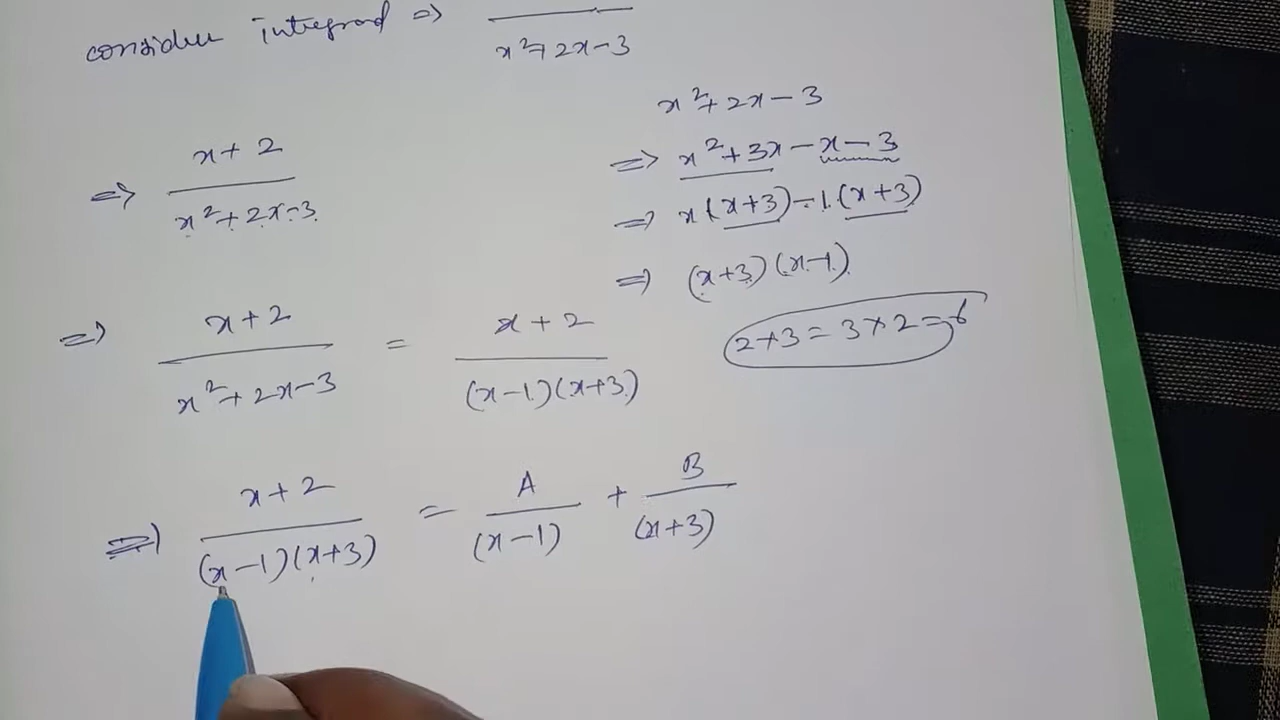 consider integrad ⇒ ―――
x²+2x-3
x²+2x-3
⇒ x²+3x-x-3
⇒ x(x+3)-1.(x+3)
⇒ (x+3)(x-1)
2+3=3×2=-6
⇒ x+2
x²+2x-3
⇒ x+2 = x+2
x²+2x-3 (x-1)(x+3)
⇒ x+2 = A + B
(x-1)(x+3) (x-1) (x+3)